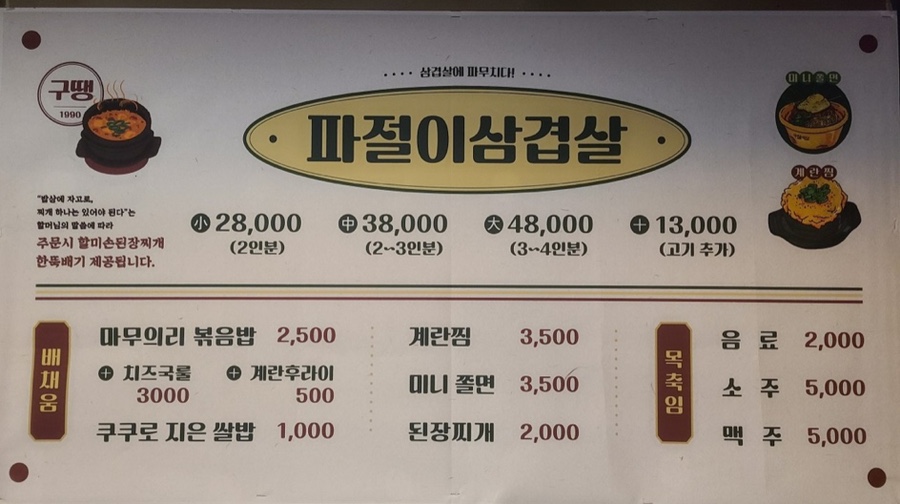 삼겹살에 파무치다!
구땡
1990
미니쫄면
파절이삼겹살
계란찜
"밥상에 자고로,
찌개 하나는 있어야 된다"는
할머님의 말씀에 따라
주문시 할미손된장찌개
한뚝배기 제공됩니다.
小 28,000 中 38,000 大 48,000 + 13,000
(2인분) (2~3인분) (3~4인분) (고기 추가)
배채움
마무의리 볶음밥 2,500
+ 치즈국룰 + 계란후라이
3000 500
쿠쿠로 지은 쌀밥 1,000
계란찜 3,500
미니 쫄면 3,500
된장찌개 2,000
목축임
음 료 2,000
소 주 5,000
맥 주 5,000